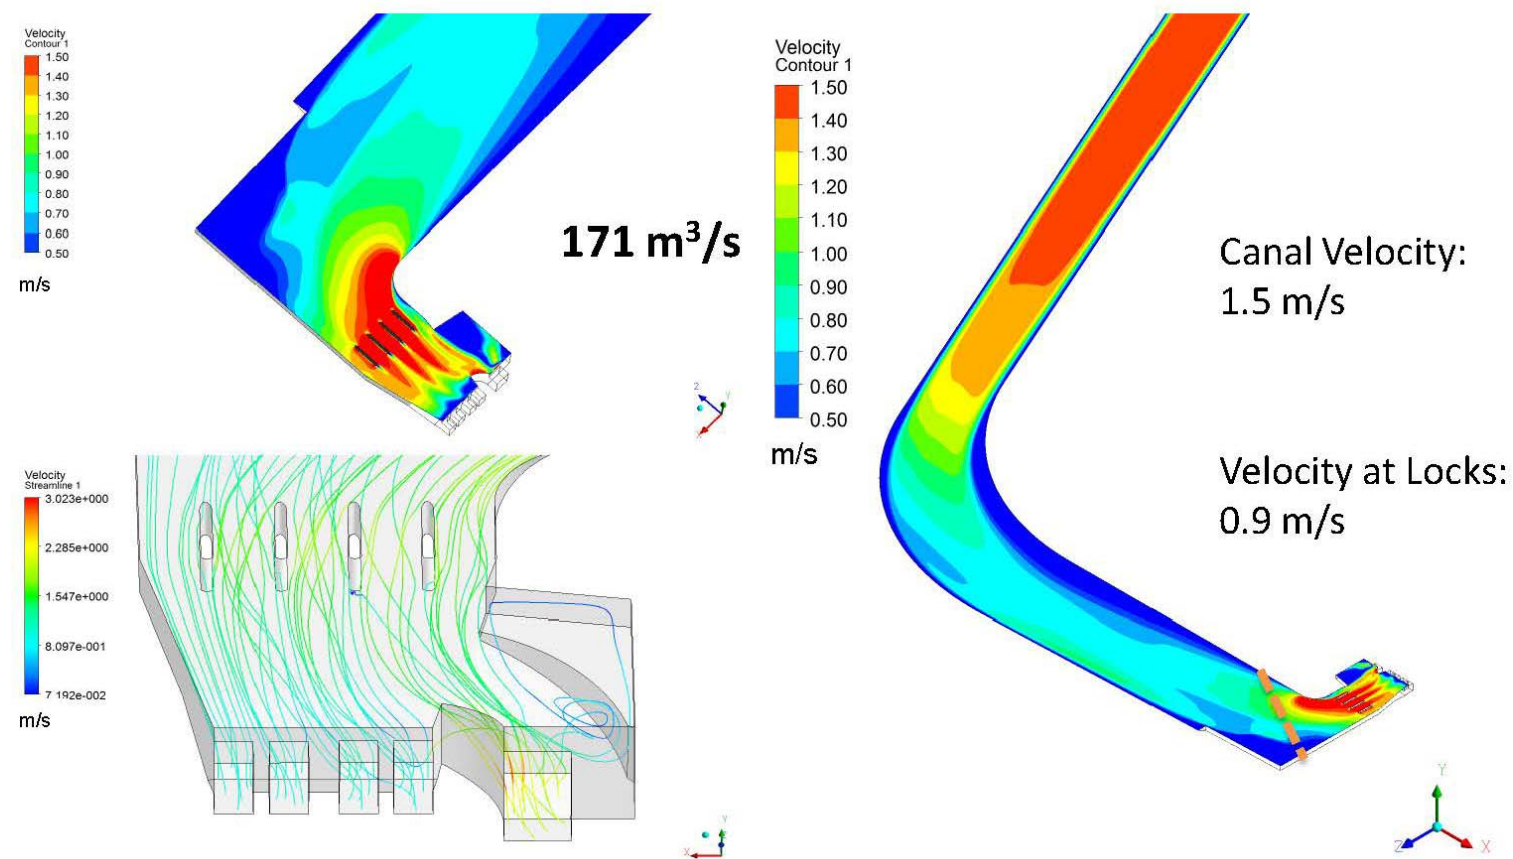 Velocity
Contour 1
1.50
1.40
1.30
1.20
1.10
1.00
0.90
0.80
0.70
0.60
0.50
m/s
171 m³/s
Z
Y
X
Velocity
Streamline 1
3.023e+000
2.285e+000
1.547e+000
8.097e-001
7 192e-002
m/s
Y
X
Velocity
Contour 1
1.50
1.40
1.30
1.20
1.10
1.00
0.90
0.80
0.70
0.60
0.50
m/s
Canal Velocity:
1.5 m/s
Velocity at Locks:
0.9 m/s
Y
Z
X